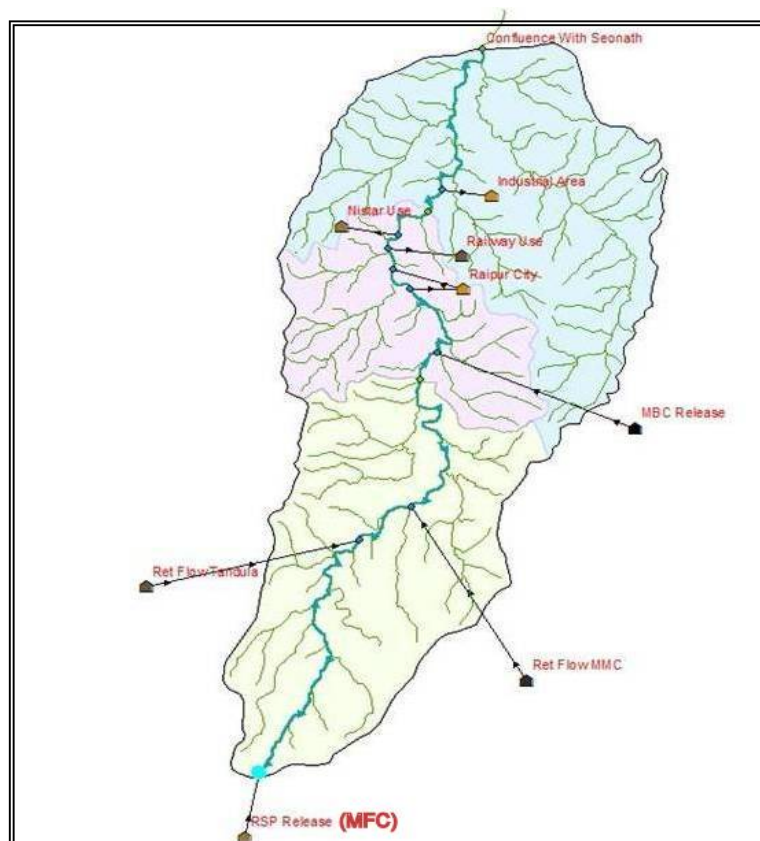 Confluence With Seonath
Industrial Area
Nistar Use
Railway Use
Raipur City
MBC Release
Ret Flow Tandula
Ret Flow MMC
RSP Release (MFC)